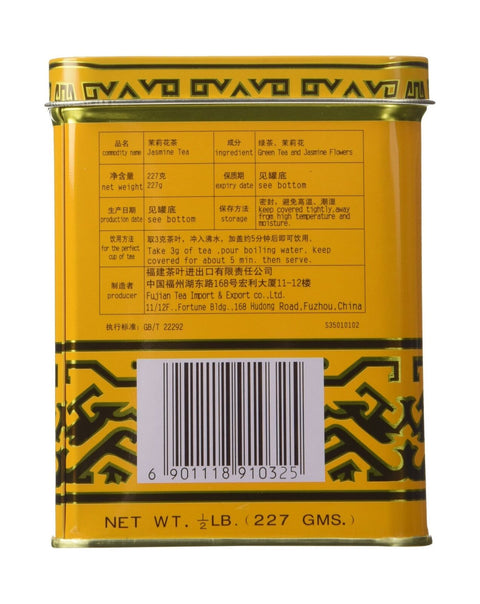 品名 茉莉花茶 成分 绿茶、茉莉花
commodity name Jasmine Tea ingredient Green Tea and Jasmine Flowers
净含量 227克 保质期 见罐底
net weight 227g expiry date see bottom
生产日期 见罐底 保存方法 密封，避免高温、潮湿
production date see bottom storage keep covered tightly,away
from high temperature and
moisture.
饮用方法 取3克茶叶，冲入沸水，加盖约5分钟后即可饮用.
for the perfect Take 3g of tea ,pour boiling water, keep
cup of tea covered for about 5 min. then serve.
福建茶叶进出口有限责任公司
制造者 中国福州湖东路168号宏利大厦11-12楼
producer Fujian Tea Import & Export co.,Ltd.
11/12F.,Fortune Bldg.,168 Hudong Road,Fuzhou,China
执行标准: GB/T 22292 S35010102
6 901118 910325
NET WT. ½LB. (227 GMS.)